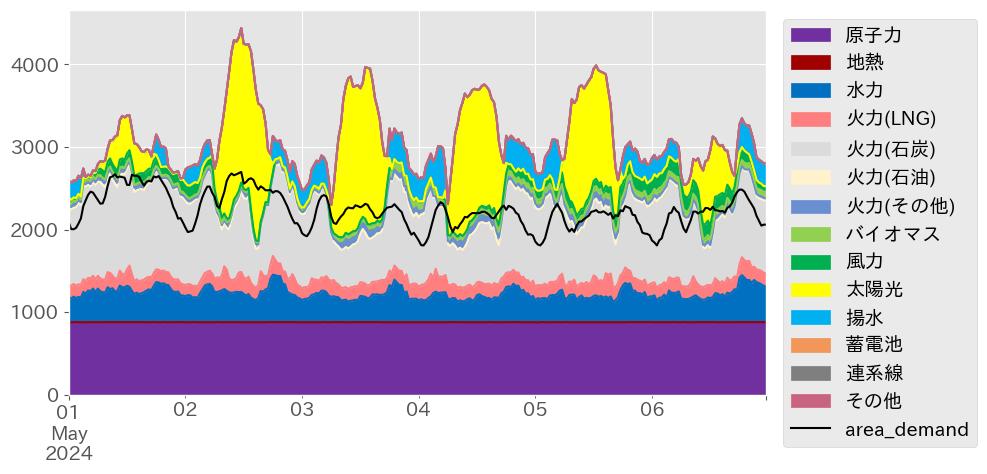 4000
3000
2000
1000
0
01
02
03
04
05
06
May
2024
原子力
地熱
水力
火力(LNG)
火力(石炭)
火力(石油)
火力(その他)
バイオマス
風力
太陽光
揚水
蓄電池
連系線
その他
area_demand